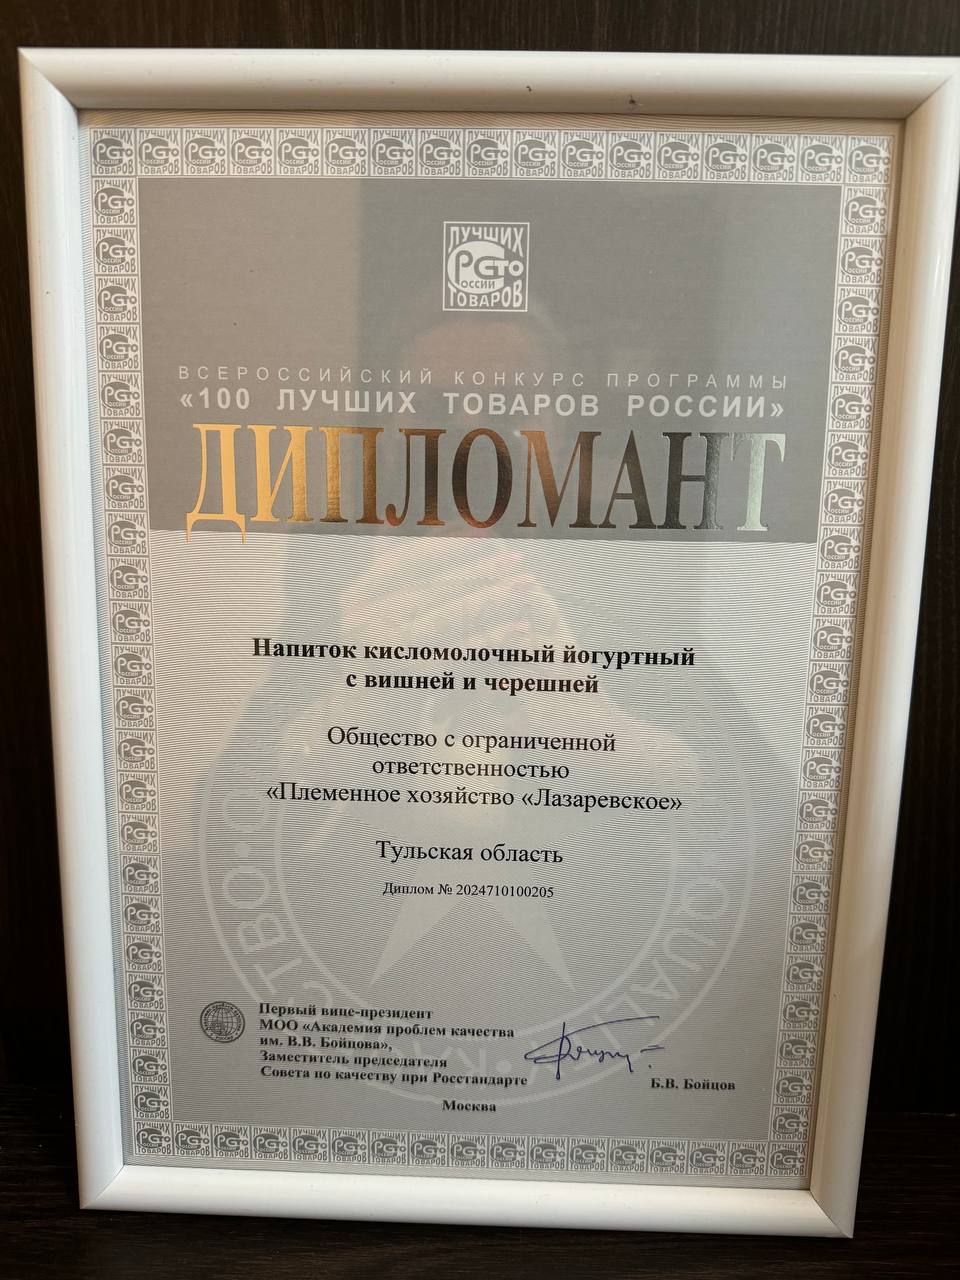 ЛУЧШИХ
РСто
России
ТОВАРОВ
ВСЕРОССИЙСКИЙ КОНКУРС ПРОГРАММЫ
«100 ЛУЧШИХ ТОВАРОВ РОССИИ»
ДИПЛОМАНТ
Напиток кисломолочный йогуртный
с вишней и черешней
Общество с ограниченной
ответственностью
«Племенное хозяйство «Лазаревское»
Тульская область
Диплом № 2024710100205
Первый вице-президент
МОО «Академия проблем качества
им. В.В. Бойцова»,
Заместитель председателя
Совета по качеству при Росстандарте
Б.В. Бойцов
Москва